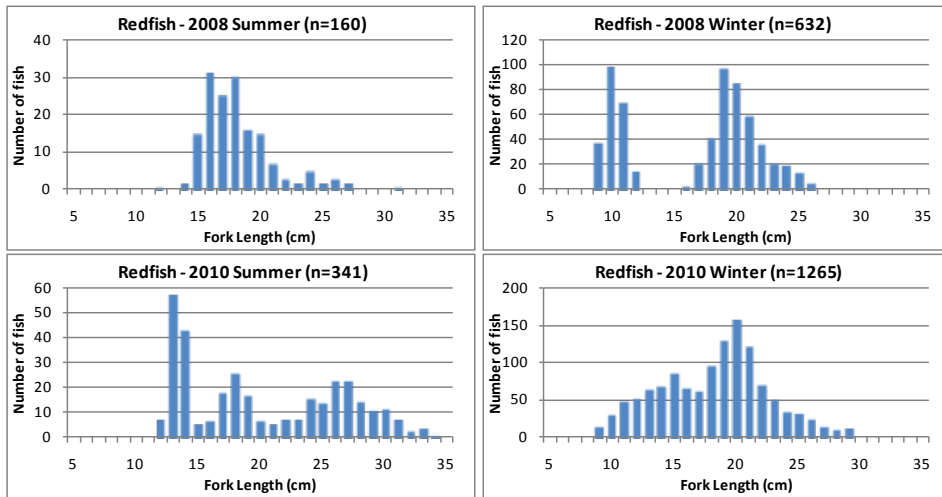 Redfish - 2008 Summer (n=160)
40
30
20
10
0
Number of fish
5 10 15 20 25 30 35
Fork Length (cm)
Redfish - 2008 Winter (n=632)
120
100
80
60
40
20
0
Number of fish
5 10 15 20 25 30 35
Fork Length (cm)
Redfish - 2010 Summer (n=341)
60
50
40
30
20
10
0
Number of fish
5 10 15 20 25 30 35
Fork Length (cm)
Redfish - 2010 Winter (n=1265)
200
150
100
50
0
Number of fish
5 10 15 20 25 30 35
Fork Length (cm)